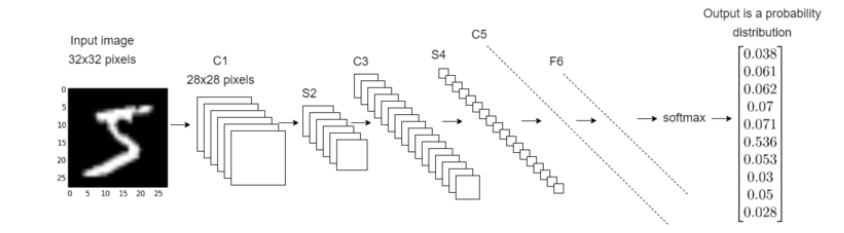 Output is a probability
distribution
Input image
32x32 pixels
C1
28x28 pixels
S2
C3
S4
C5
F6
softmax
0.038
0.061
0.062
0.07
0.071
0.536
0.053
0.03
0.05
0.028
0
5
10
15
20
25
0 5 10 15 20 25